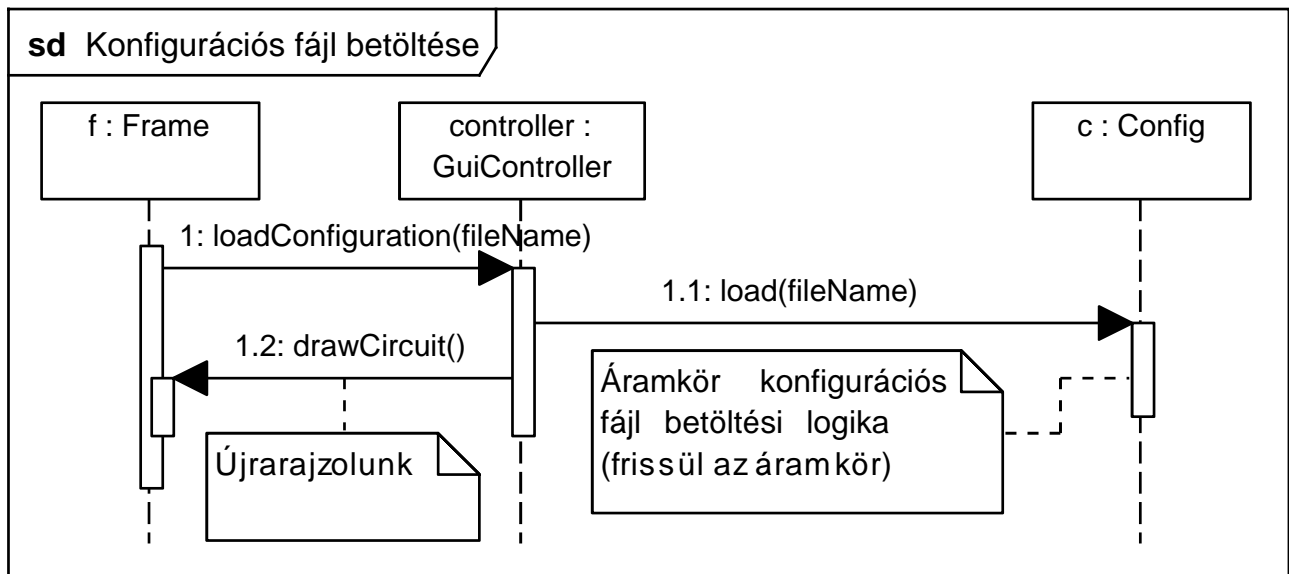 sd Konfigurációs fájl betöltése
f : Frame
controller :
GuiController
c : Config
1: loadConfiguration(fileName)
1.1: load(fileName)
1.2: drawCircuit()
Áramkör konfigurációs
fájl betöltési logika
(frissül az áramkör)
Újrarajzolunk